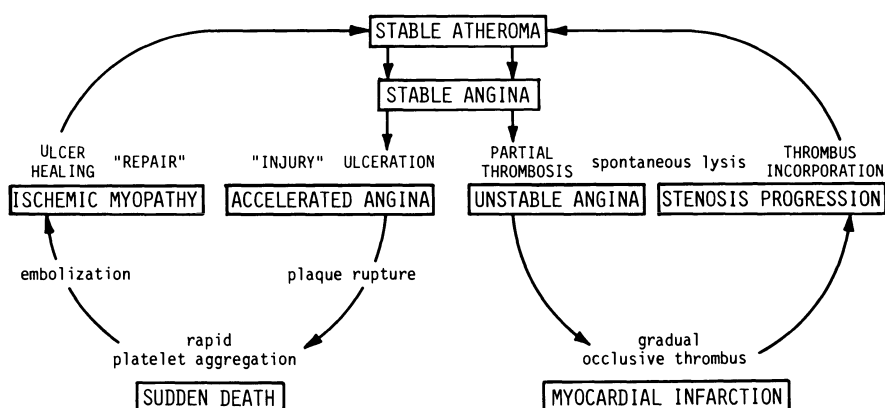 STABLE ATHEROMA
STABLE ANGINA
ULCER
HEALING "REPAIR"
ISCHEMIC MYOPATHY
"INJURY" ULCERATION
ACCELERATED ANGINA
PARTIAL
THROMBOSIS
UNSTABLE ANGINA
spontaneous lysis
THROMBUS
INCORPORATION
STENOSIS PROGRESSION
embolization
plaque rupture
rapid
platelet aggregation
SUDDEN DEATH
gradual
occlusive thrombus
MYOCARDIAL INFARCTION